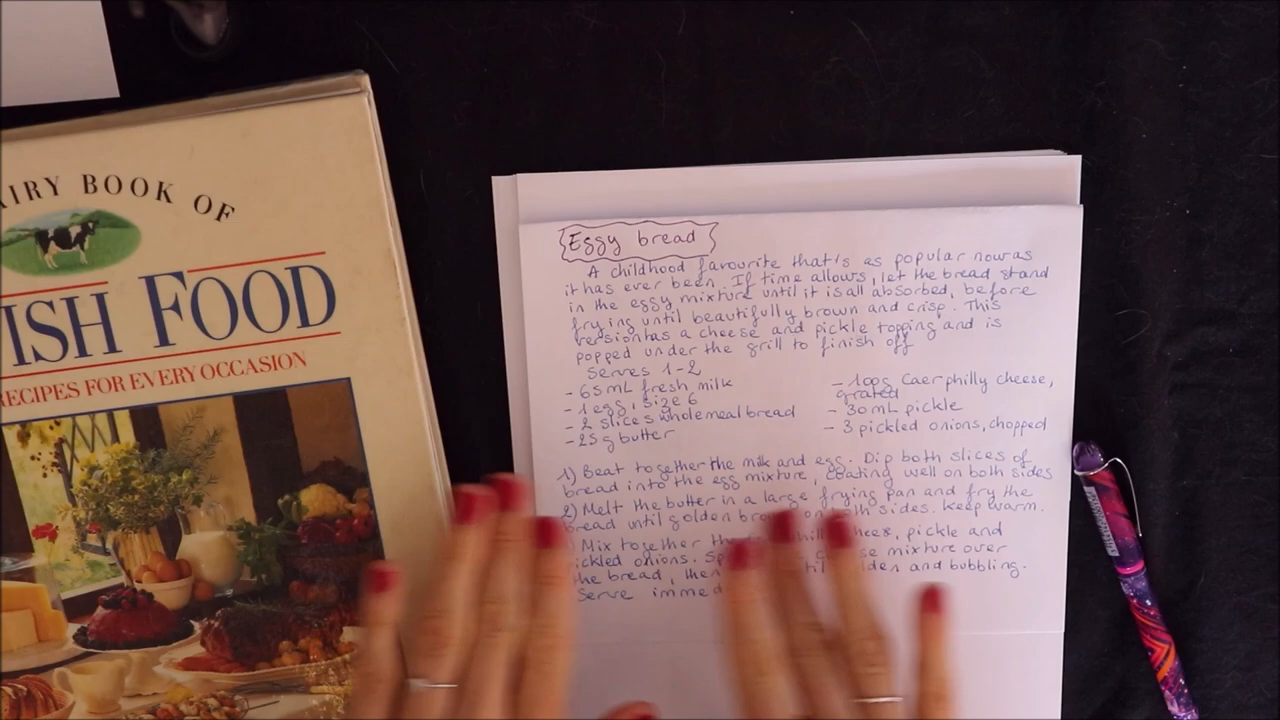 AIRY BOOK OF
ISH FOOD
RECIPES FOR EVERY OCCASION
Eggy bread
A childhood favourite that's as popular now as
it has ever been. If time allows, let the bread stand
in the eggy mixture until it is all absorbed, before
frying until beautifully brown and crisp. This
version has a cheese and pickle topping and is
popped under the grill to finish off
Serves 1-2
- 65mL fresh milk
- 1 egg, size 6
- 2 slices wholemeal bread
- 25g butter
- 100g Caerphilly cheese,
grated
- 30mL pickle
- 3 pickled onions, chopped
1) Beat together the milk and egg. Dip both slices of
bread into the egg mixture, coating well on both sides
2) Melt the butter in a large frying pan and fry the
bread until golden on both sides. keep warm.
Mix together the pickle and
ickled onions. mixture over
the bread, then and bubbling.
Serve